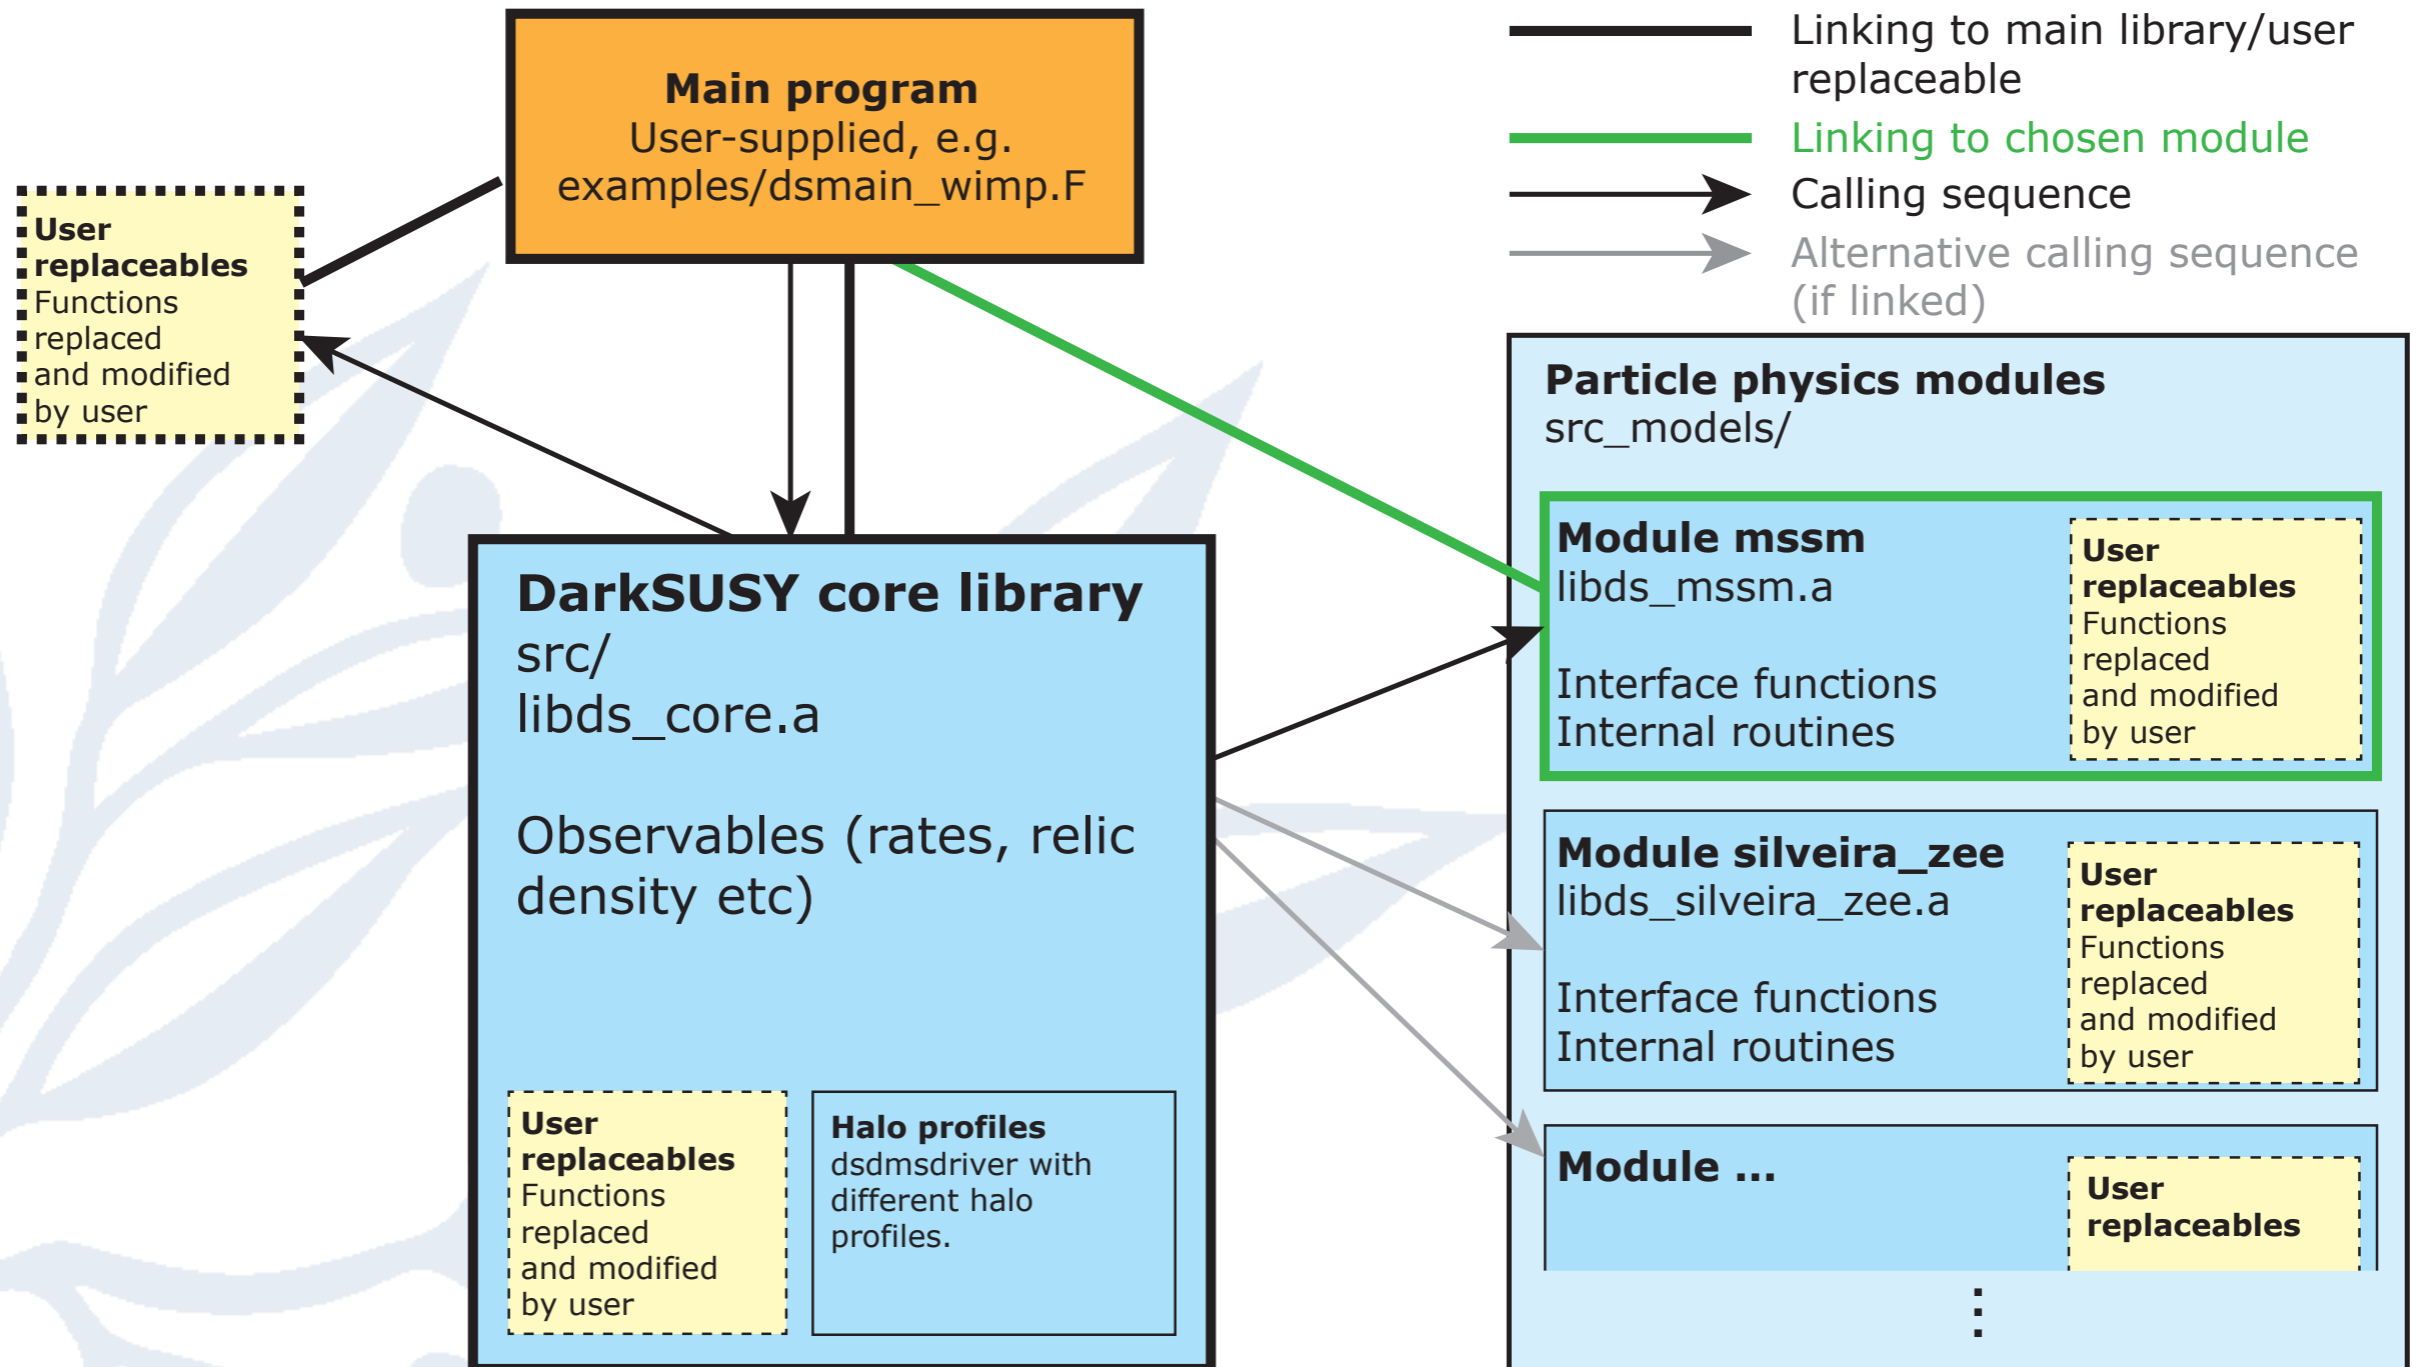 Main program
User-supplied, e.g.
examples/dsmain_wimp.F
Linking to main library/user
replaceable
Linking to chosen module
Calling sequence
Alternative calling sequence
(if linked)
User
replaceables
Functions
replaced
and modified
by user
DarkSUSY core library
src/
libds_core.a
Observables (rates, relic
density etc)
User
replaceables
Functions
replaced
and modified
by user
Halo profiles
dsdmsdriver with
different halo
profiles.
Particle physics modules
src_models/
Module mssm
libds_mssm.a
Interface functions
Internal routines
User
replaceables
Functions
replaced
and modified
by user
Module silveira_zee
libds_silveira_zee.a
Interface functions
Internal routines
User
replaceables
Functions
replaced
and modified
by user
Module ...
User
replaceables
⋮